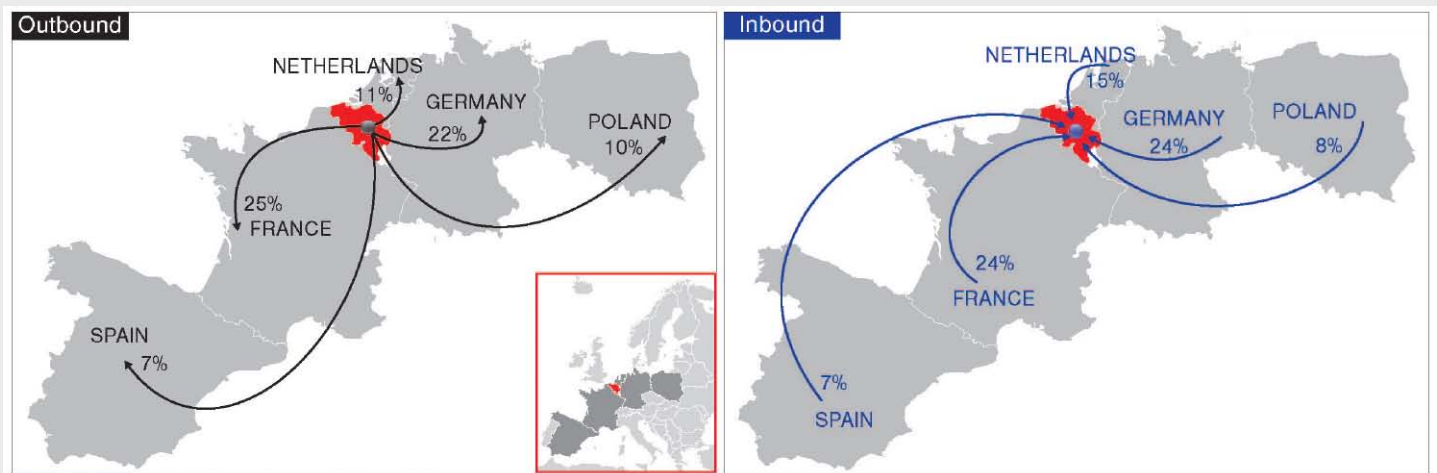 Outbound
NETHERLANDS
11%
GERMANY
22%
POLAND
10%
25%
FRANCE
SPAIN
7%
Inbound
NETHERLANDS
15%
GERMANY
24%
POLAND
8%
24%
FRANCE
7%
SPAIN